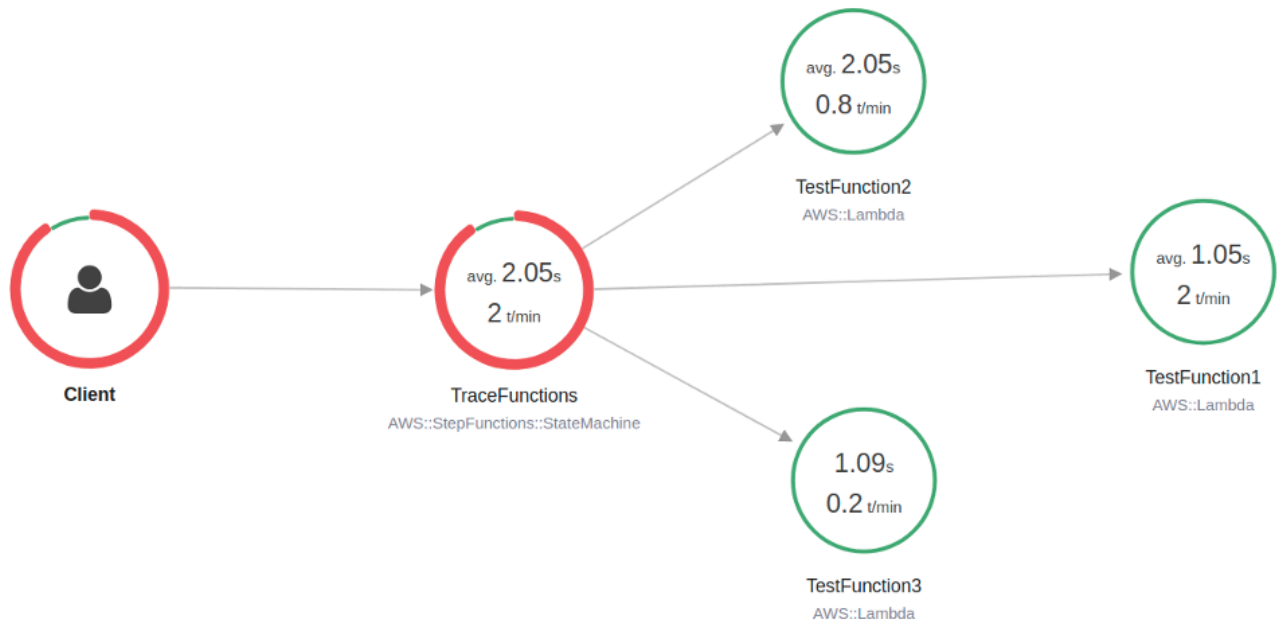 avg. 2.05s
0.8 t/min
TestFunction2
AWS::Lambda
Client
avg. 2.05s
2 t/min
TraceFunctions
AWS::StepFunctions::StateMachine
avg. 1.05s
2 t/min
TestFunction1
AWS::Lambda
1.09s
0.2 t/min
TestFunction3
AWS::Lambda